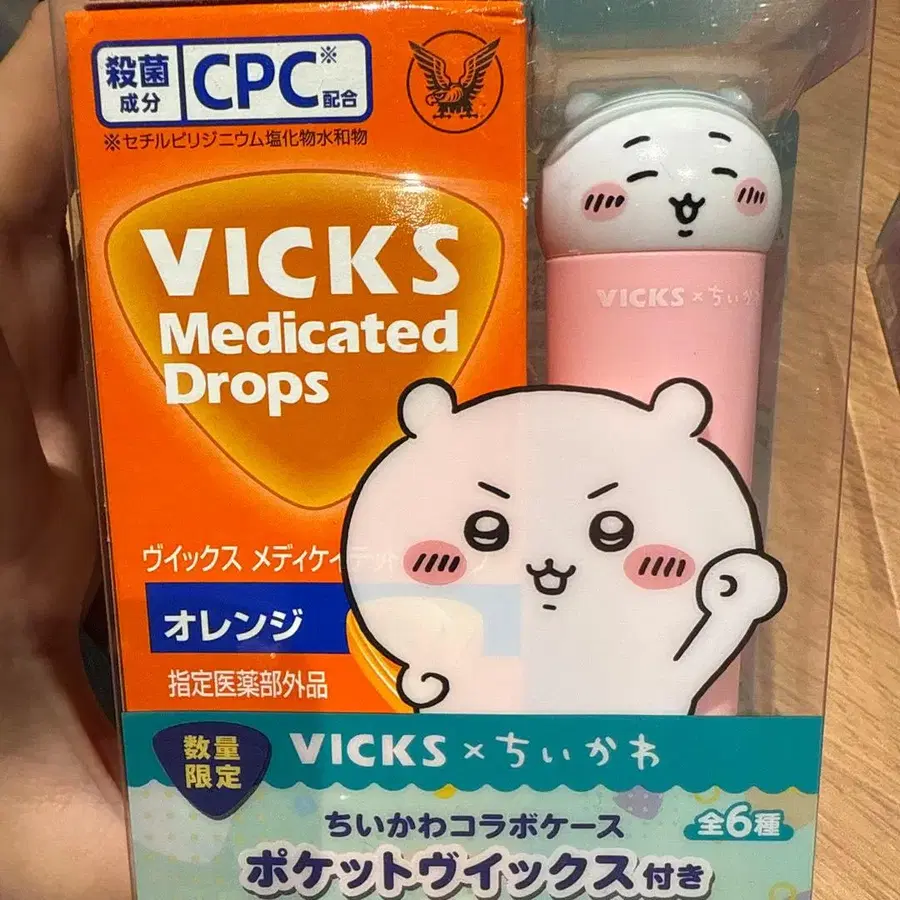 殺菌成分 CPC※配合
※セチルピリジニウム塩化物水和物
VICKS
Medicated
Drops
VICKS×ちいかわ
ヴイックス メディケイテッド
オレンジ
指定医薬部外品
数量限定
VICKS×ちいかわ
ちいかわコラボケース
全6種
ポケットヴイックス付き